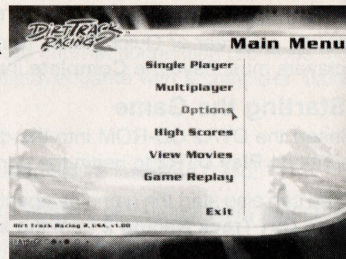 DIRT TRACK
RACING 2
Main Menu
Single Player
Multiplayer
Options
High Scores
View Movies
Game Replay
Exit
Dirt Track Racing 2, USA, v1.00
Complete
Starting the Game